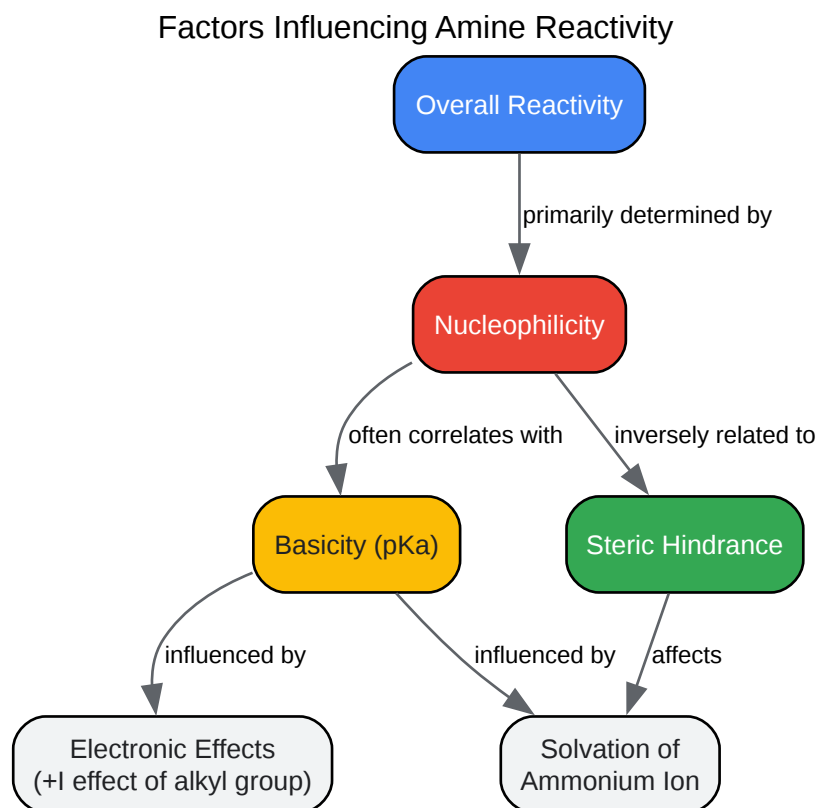 Factors Influencing Amine Reactivity
Overall Reactivity
primarily determined by
Nucleophilicity
often correlates with
inversely related to
Basicity (pKa)
Steric Hindrance
influenced by
influenced by
affects
Electronic Effects
(+I effect of alkyl group)
Solvation of
Ammonium Ion